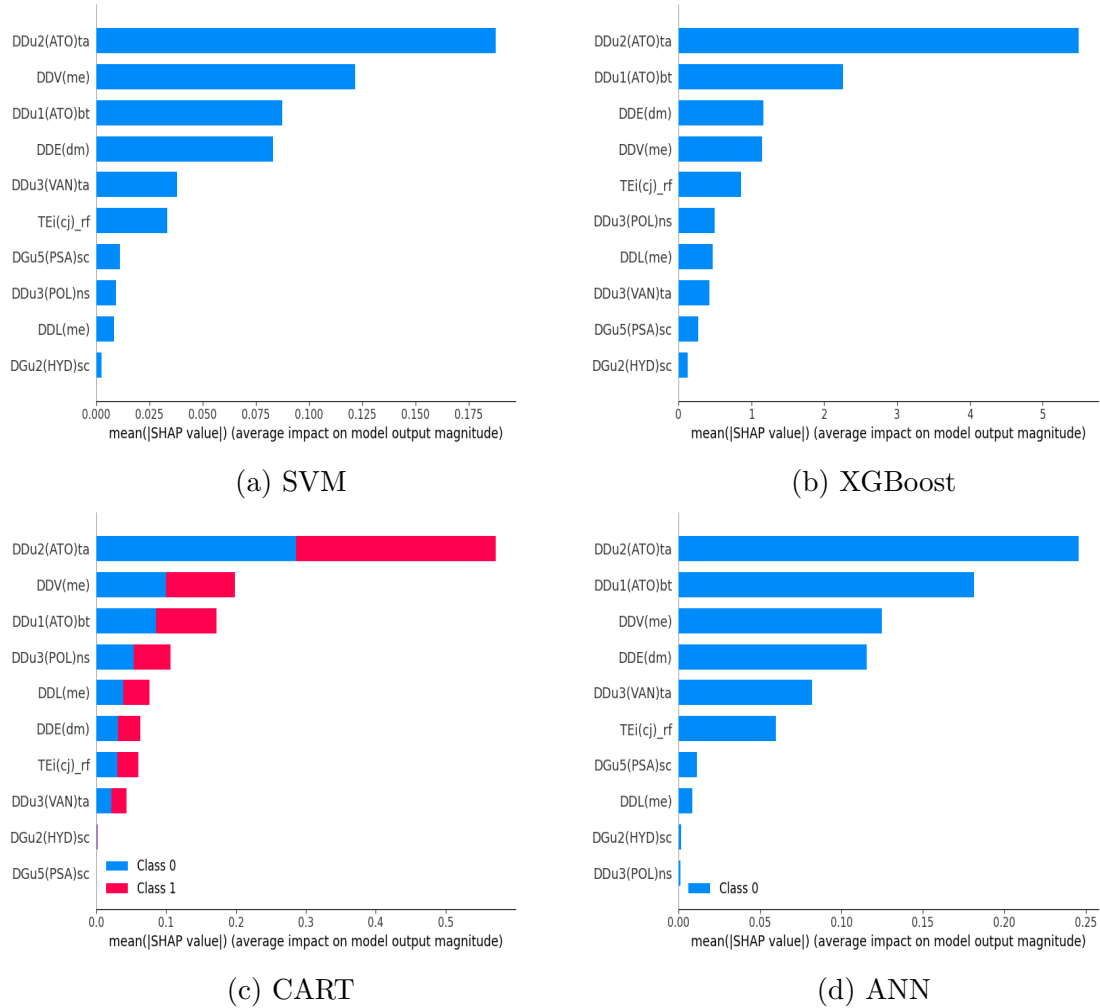 DDu2(ATO)ta
DDV(me)
DDu1(ATO)bt
DDE(dm)
DDu3(VAN)ta
TEi(cj)_rf
DGu5(PSA)sc
DDu3(POL)ns
DDL(me)
DGu2(HYD)sc
0.000 0.025 0.050 0.075 0.100 0.125 0.150 0.175
mean(|SHAP value|) (average impact on model output magnitude)
(a) SVM
DDu2(ATO)ta
DDu1(ATO)bt
DDE(dm)
DDV(me)
TEi(cj)_rf
DDu3(POL)ns
DDL(me)
DDu3(VAN)ta
DGu5(PSA)sc
DGu2(HYD)sc
0 1 2 3 4 5
mean(|SHAP value|) (average impact on model output magnitude)
(b) XGBoost
DDu2(ATO)ta
DDV(me)
DDu1(ATO)bt
DDu3(POL)ns
DDL(me)
DDE(dm)
TEi(cj)_rf
DDu3(VAN)ta
DGu2(HYD)sc
DGu5(PSA)sc
Class 0
Class 1
0.0 0.1 0.2 0.3 0.4 0.5
mean(|SHAP value|) (average impact on model output magnitude)
(c) CART
DDu2(ATO)ta
DDu1(ATO)bt
DDV(me)
DDE(dm)
DDu3(VAN)ta
TEi(cj)_rf
DGu5(PSA)sc
DDL(me)
DGu2(HYD)sc
DDu3(POL)ns
Class 0
0.00 0.05 0.10 0.15 0.20 0.25
mean(|SHAP value|) (average impact on model output magnitude)
(d) ANN